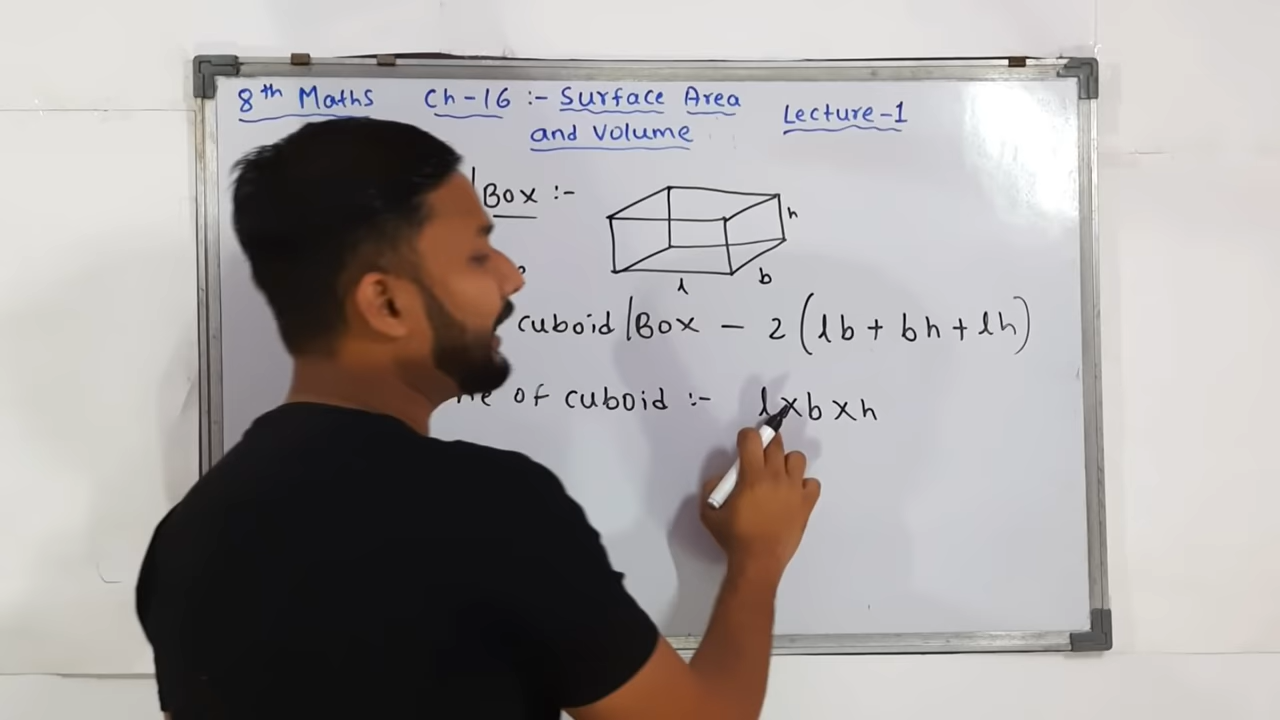 8th Maths Ch-16 :- Surface Area Lecture-1
and Volume
Box :-
h
b
l
cuboid | Box - 2 (lb + bh + lh)
of cuboid :- l x b x h